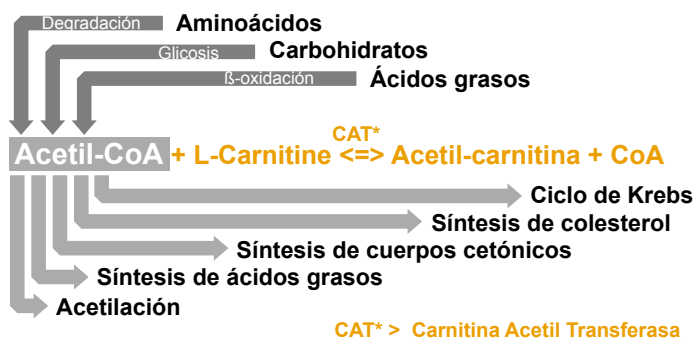 Degradación Aminoácidos
Glicosis Carbohidratos
ß-oxidación Ácidos grasos
CAT*
Acetil-CoA + L-Carnitine <=> Acetil-carnitina + CoA
Ciclo de Krebs
Síntesis de colesterol
Síntesis de cuerpos cetónicos
Síntesis de ácidos grasos
Acetilación
CAT* > Carnitina Acetil Transferasa